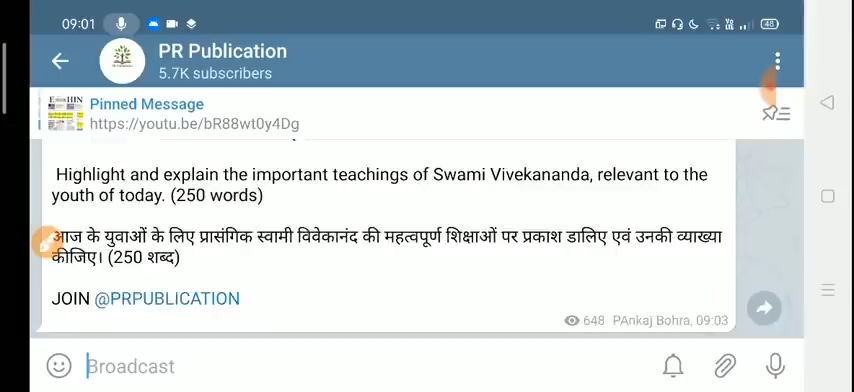 09:01
48
PR Publication
5.7K subscribers
Pinned Message
https://youtu.be/bR88wt0y4Dg
Highlight and explain the important teachings of Swami Vivekananda, relevant to the
youth of today. (250 words)
आज के युवाओं के लिए प्रासंगिक स्वामी विवेकानंद की महत्वपूर्ण शिक्षाओं पर प्रकाश डालिए एवं उनकी व्याख्या
कीजिए। (250 शब्द)
JOIN @PRPUBLICATION
648 PAnkaj Bohra, 09:03
Broadcast